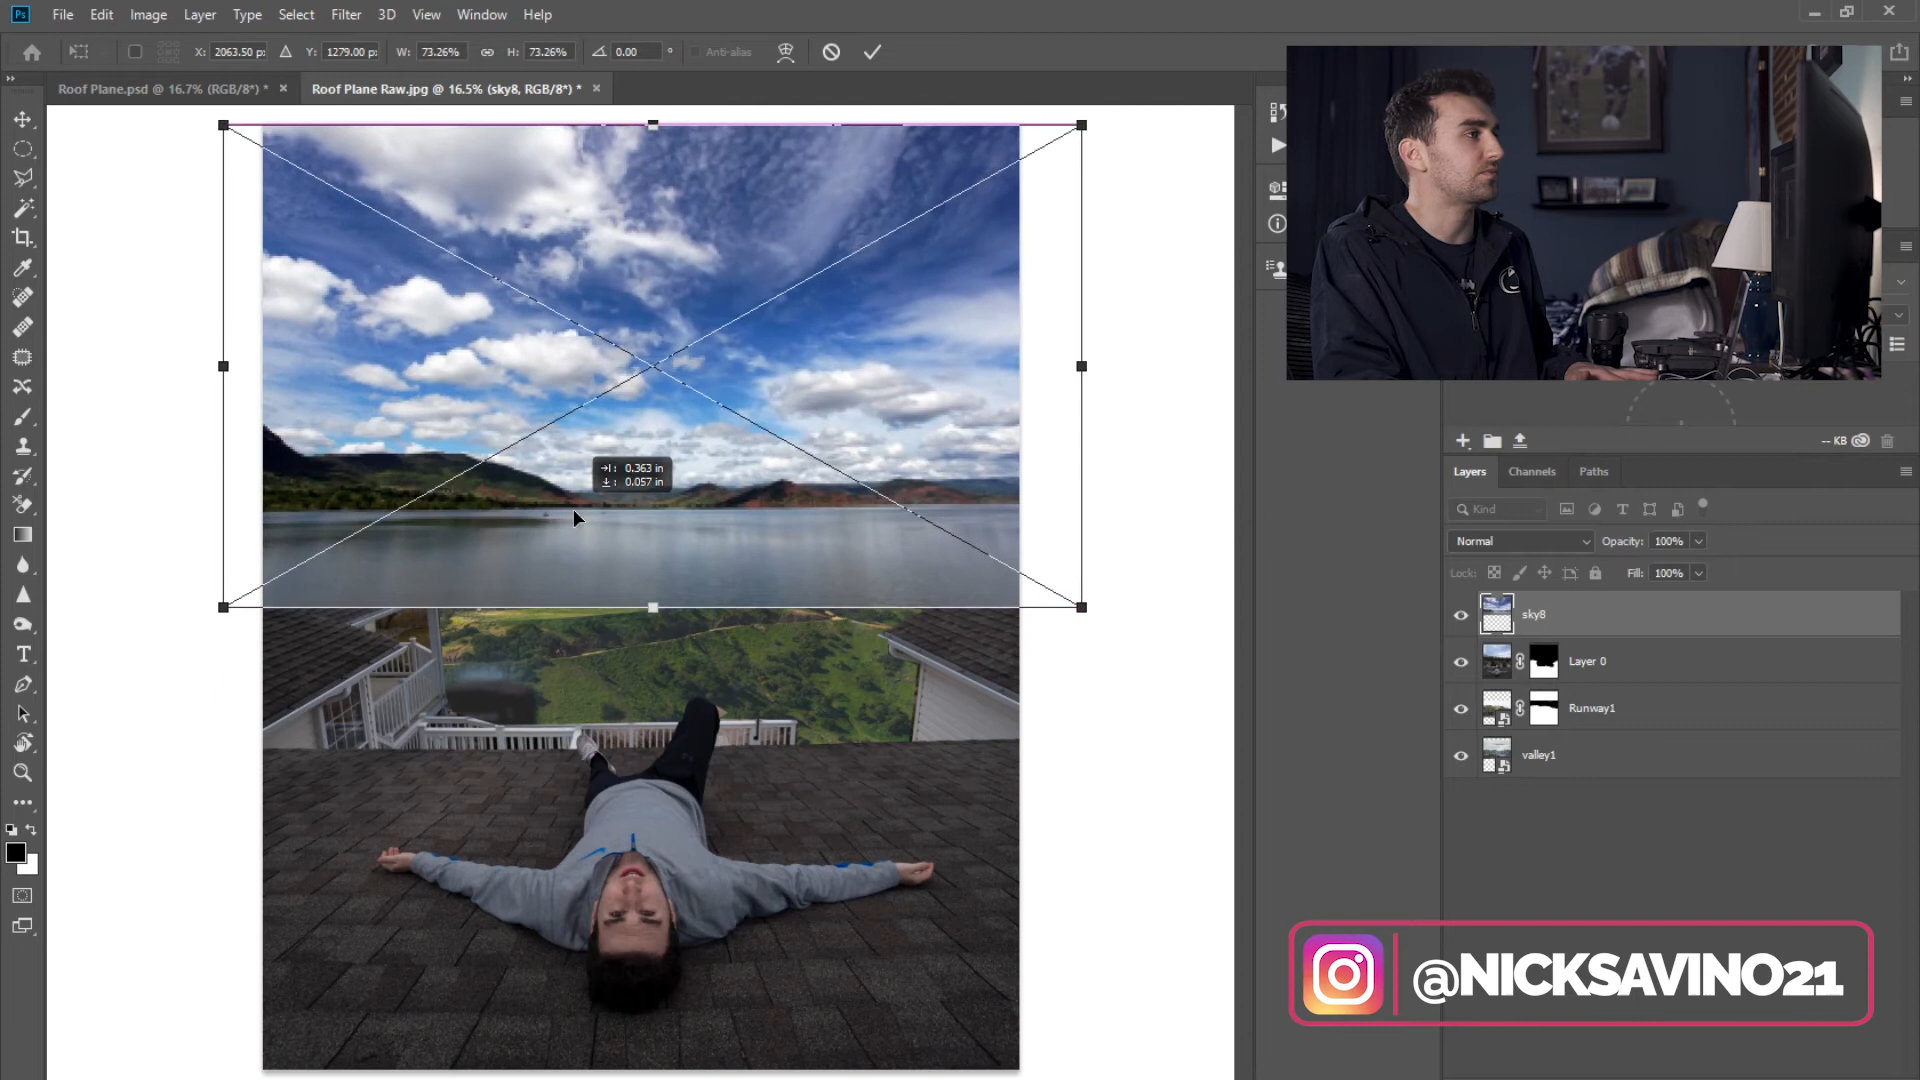 Ps File Edit Image Layer Type Select Filter 3D View Window Help
X: 2063.50 p: Y: 1279.00 p: W: 73.26% H: 73.26% 0.00 ° Anti-alias
Roof Plane.psd @ 16.7% (RGB/8*) * × Roof Plane Raw.jpg @ 16.5% (sky8, RGB/8*) * ×
: 0.363 in
: 0.057 in
-- KB
Layers Channels Paths
Kind
Normal Opacity: 100%
Lock: Fill: 100%
sky8
Layer 0
Runway1
valley1
@NICKSAVINO21